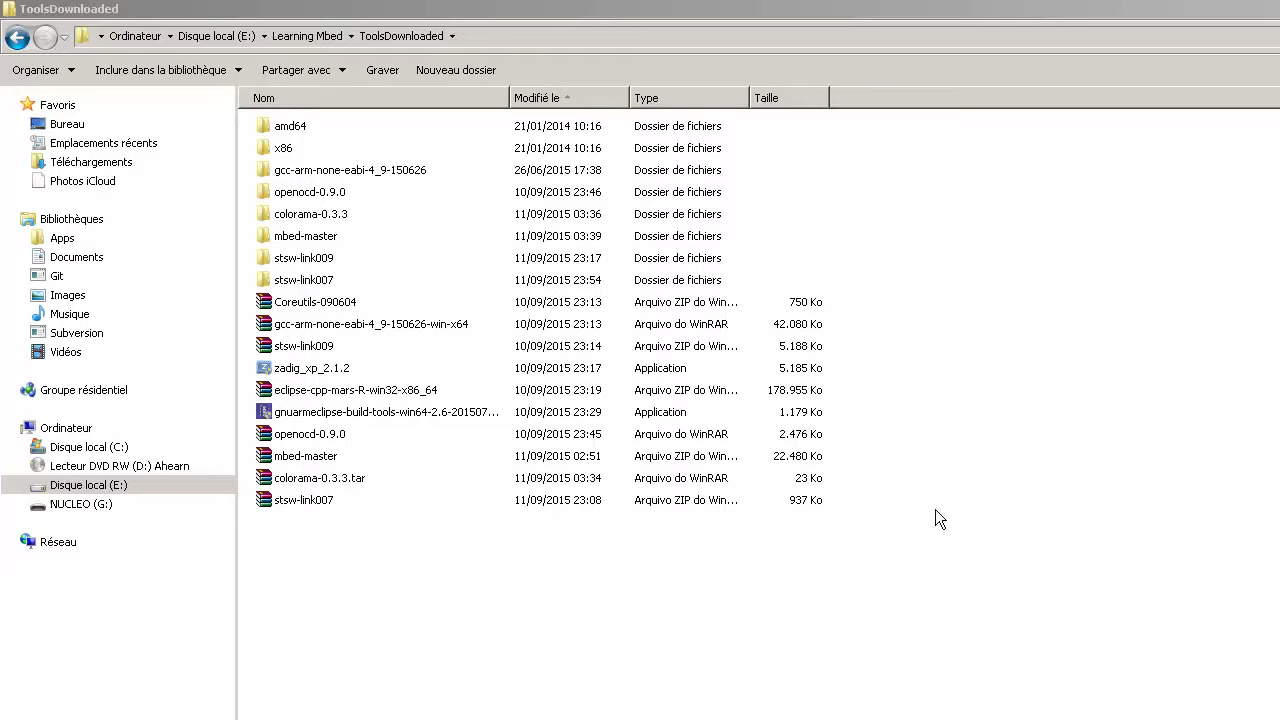 ToolsDownloaded
Ordinateur Disque local (E:) Learning Mbed ToolsDownloaded
Organiser Inclure dans la bibliothèque Partager avec Graver Nouveau dossier
Favoris
Bureau
Emplacements récents
Téléchargements
Photos iCloud
Bibliothèques
Apps
Documents
Git
Images
Musique
Subversion
Vidéos
Groupe résidentiel
Ordinateur
Disque local (C:)
Lecteur DVD RW (D:) Ahearn
Disque local (E:)
NUCLEO (G:)
Réseau
Nom Modifié le Type Taille
amd64 21/01/2014 10:16 Dossier de fichiers
x86 21/01/2014 10:16 Dossier de fichiers
gcc-arm-none-eabi-4_9-150626 26/06/2015 17:38 Dossier de fichiers
openocd-0.9.0 10/09/2015 23:46 Dossier de fichiers
colorama-0.3.3 11/09/2015 03:36 Dossier de fichiers
mbed-master 11/09/2015 03:39 Dossier de fichiers
stsw-link009 11/09/2015 23:17 Dossier de fichiers
stsw-link007 11/09/2015 23:54 Dossier de fichiers
Coreutils-090604 10/09/2015 23:13 Arquivo ZIP do Win... 750 Ko
gcc-arm-none-eabi-4_9-150626-win-x64 10/09/2015 23:13 Arquivo do WinRAR 42.080 Ko
stsw-link009 10/09/2015 23:14 Arquivo ZIP do Win... 5.188 Ko
zadig_xp_2.1.2 10/09/2015 23:17 Application 5.185 Ko
eclipse-cpp-mars-R-win32-x86_64 10/09/2015 23:19 Arquivo ZIP do Win... 178.955 Ko
gnuarmeclipse-build-tools-win64-2.6-201507... 10/09/2015 23:29 Application 1.179 Ko
openocd-0.9.0 10/09/2015 23:45 Arquivo do WinRAR 2.476 Ko
mbed-master 11/09/2015 02:51 Arquivo ZIP do Win... 22.480 Ko
colorama-0.3.3.tar 11/09/2015 03:34 Arquivo do WinRAR 23 Ko
stsw-link007 11/09/2015 23:08 Arquivo ZIP do Win... 937 Ko